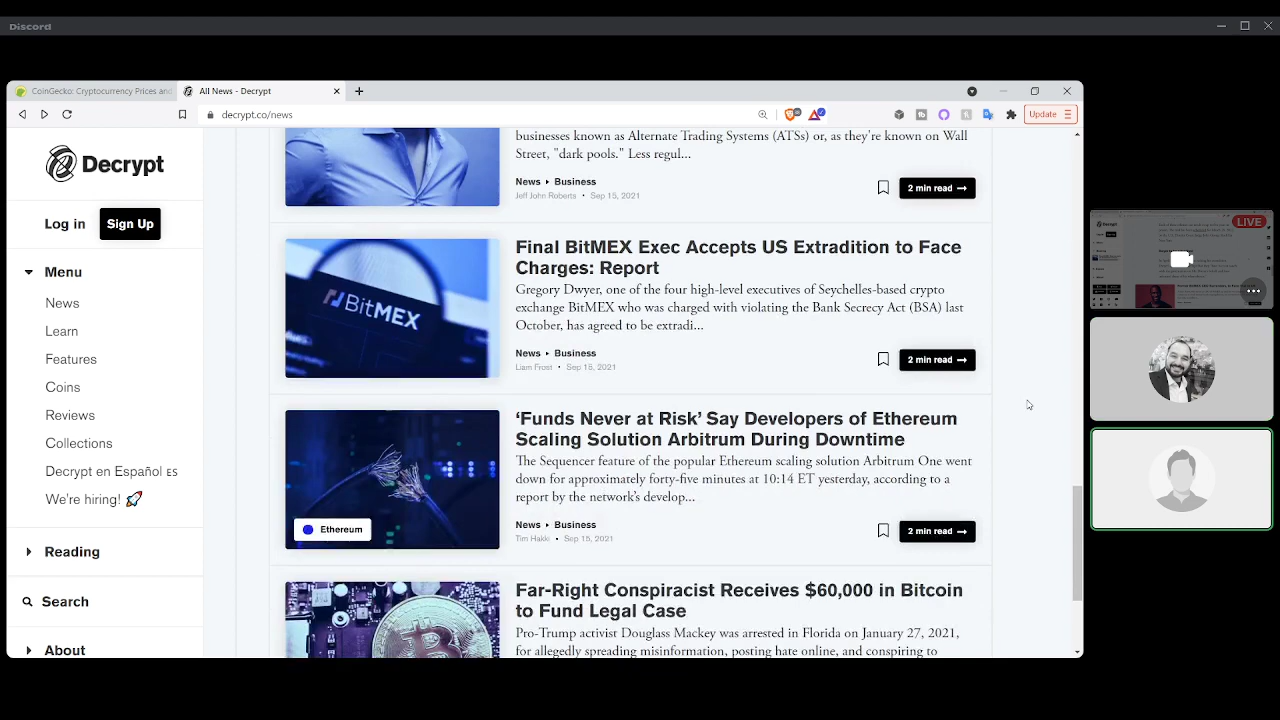 Discord
CoinGecko: Cryptocurrency Prices and
All News - Decrypt
decrypt.co/news
Update
Decrypt
Log in
Sign Up
Menu
News
Learn
Features
Coins
Reviews
Collections
Decrypt en Español ES
We're hiring! 🚀
Reading
Search
About
businesses known as Alternate Trading Systems (ATSs) or, as they're known on Wall
Street, "dark pools." Less regul...
News ▸ Business
Jeff John Roberts • Sep 15, 2021
2 min read →
BitMEX
Final BitMEX Exec Accepts US Extradition to Face
Charges: Report
Gregory Dwyer, one of the four high-level executives of Seychelles-based crypto
exchange BitMEX who was charged with violating the Bank Secrecy Act (BSA) last
October, has agreed to be extradi...
News ▸ Business
Liam Frost • Sep 15, 2021
2 min read →
Ethereum
‘Funds Never at Risk’ Say Developers of Ethereum
Scaling Solution Arbitrum During Downtime
The Sequencer feature of the popular Ethereum scaling solution Arbitrum One went
down for approximately forty-five minutes at 10:14 ET yesterday, according to a
report by the network's develop...
News ▸ Business
Tim Hakki • Sep 15, 2021
2 min read →
Far-Right Conspiracist Receives $60,000 in Bitcoin
to Fund Legal Case
Pro-Trump activist Douglass Mackey was arrested in Florida on January 27, 2021,
for allegedly spreading misinformation, posting hate online, and conspiring to
Decrypt
LIVE